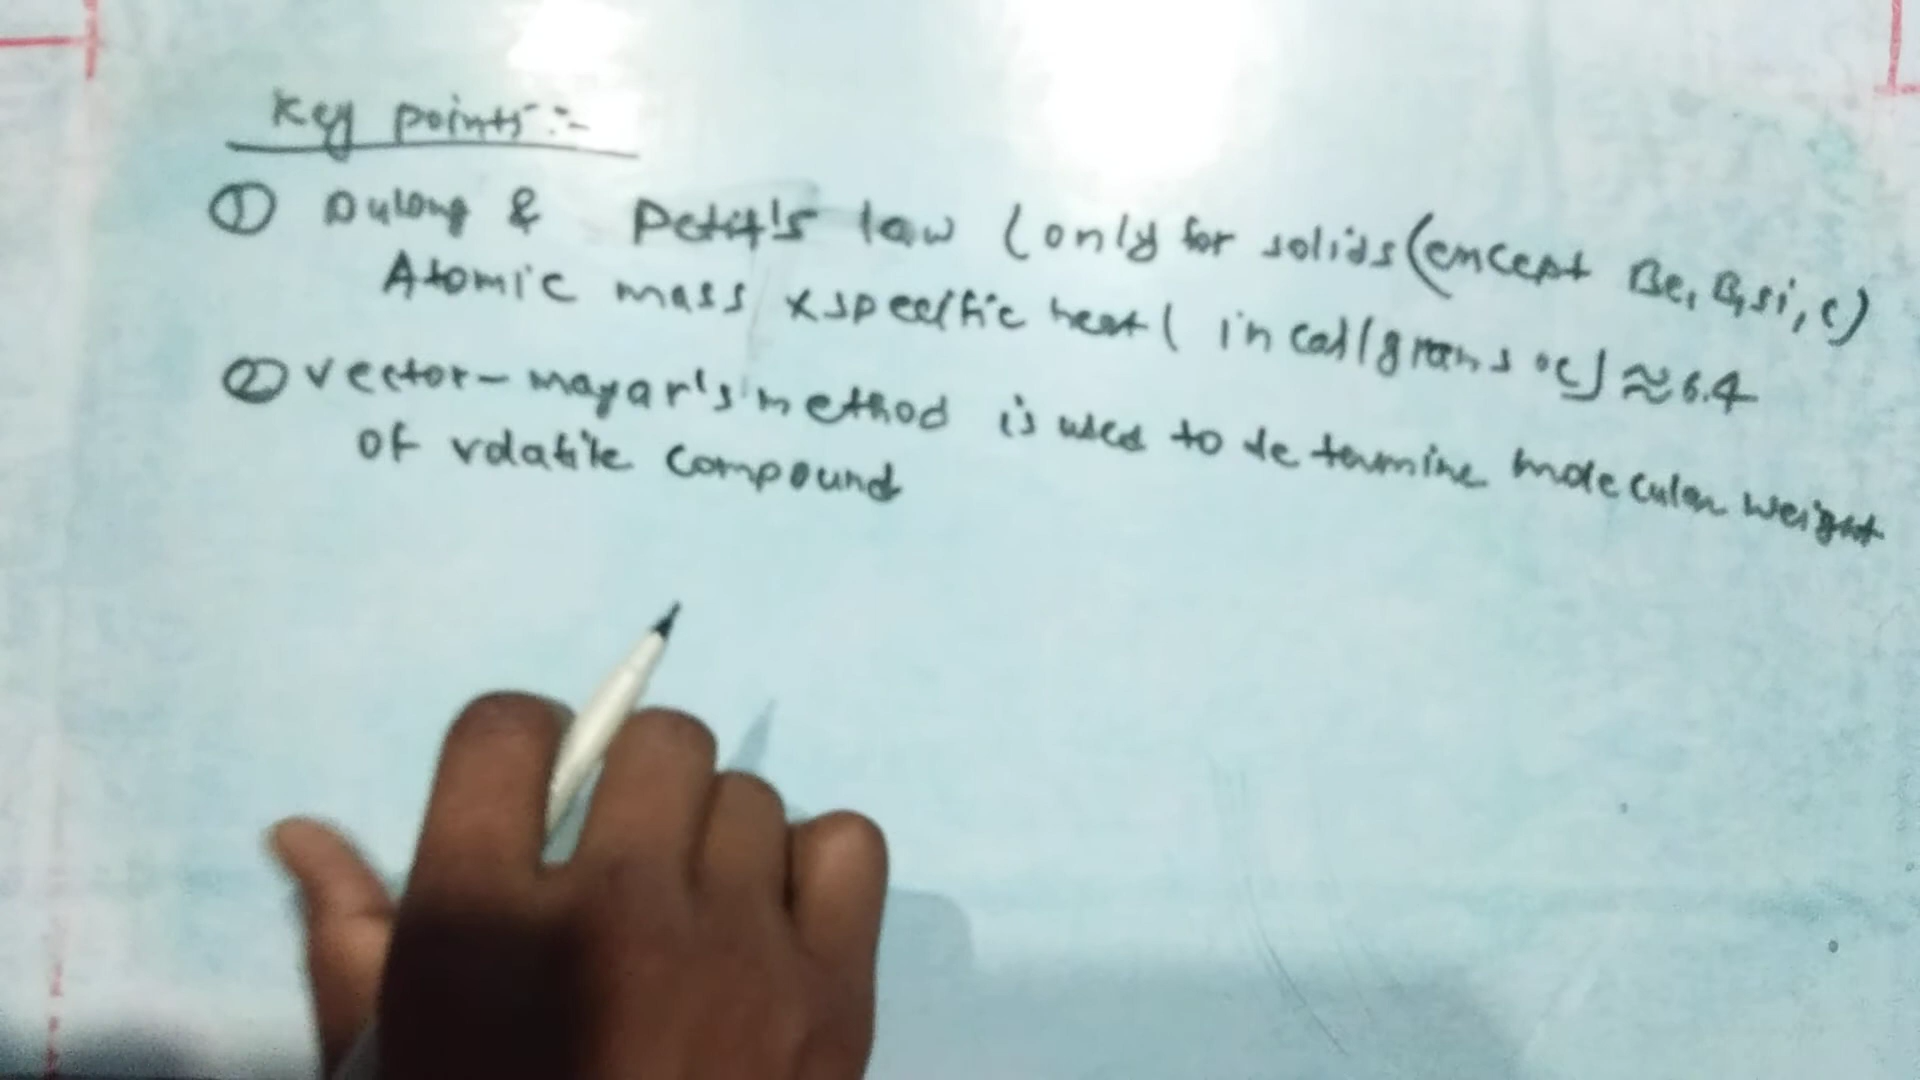 Key points:-
① Dulong & Petit's law (only for solids (except Be, B, Si, C)
Atomic mass x specific heat ( in cal/grams °C) ≈ 6.4
② vector-mayar's method is used to determine molecular weight
of volatile compound